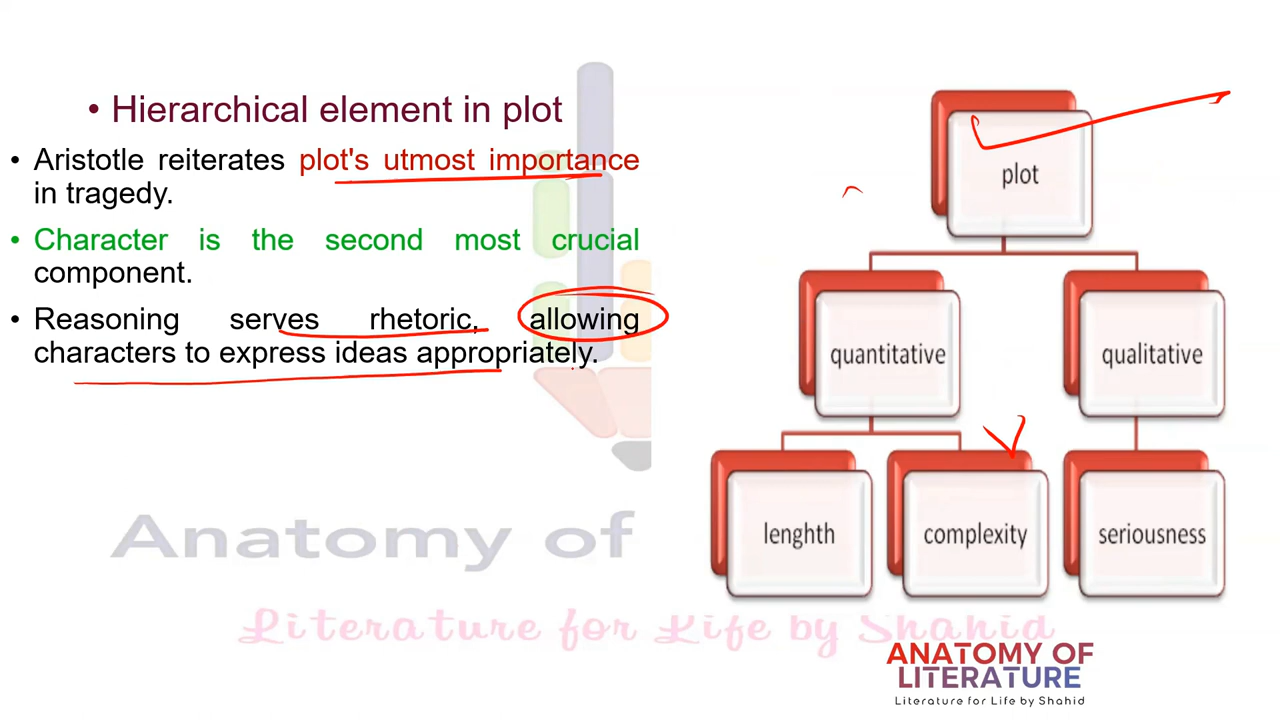 • Hierarchical element in plot
• Aristotle reiterates plot's utmost importance
in tragedy.
• Character is the second most crucial
component.
• Reasoning serves rhetoric, allowing
characters to express ideas appropriately.
plot
quantitative
qualitative
lenghth
complexity
seriousness
Anatomy of
Literature for Life by Shahid
ANATOMY OF
LITERATURE
Literature for Life by Shahid